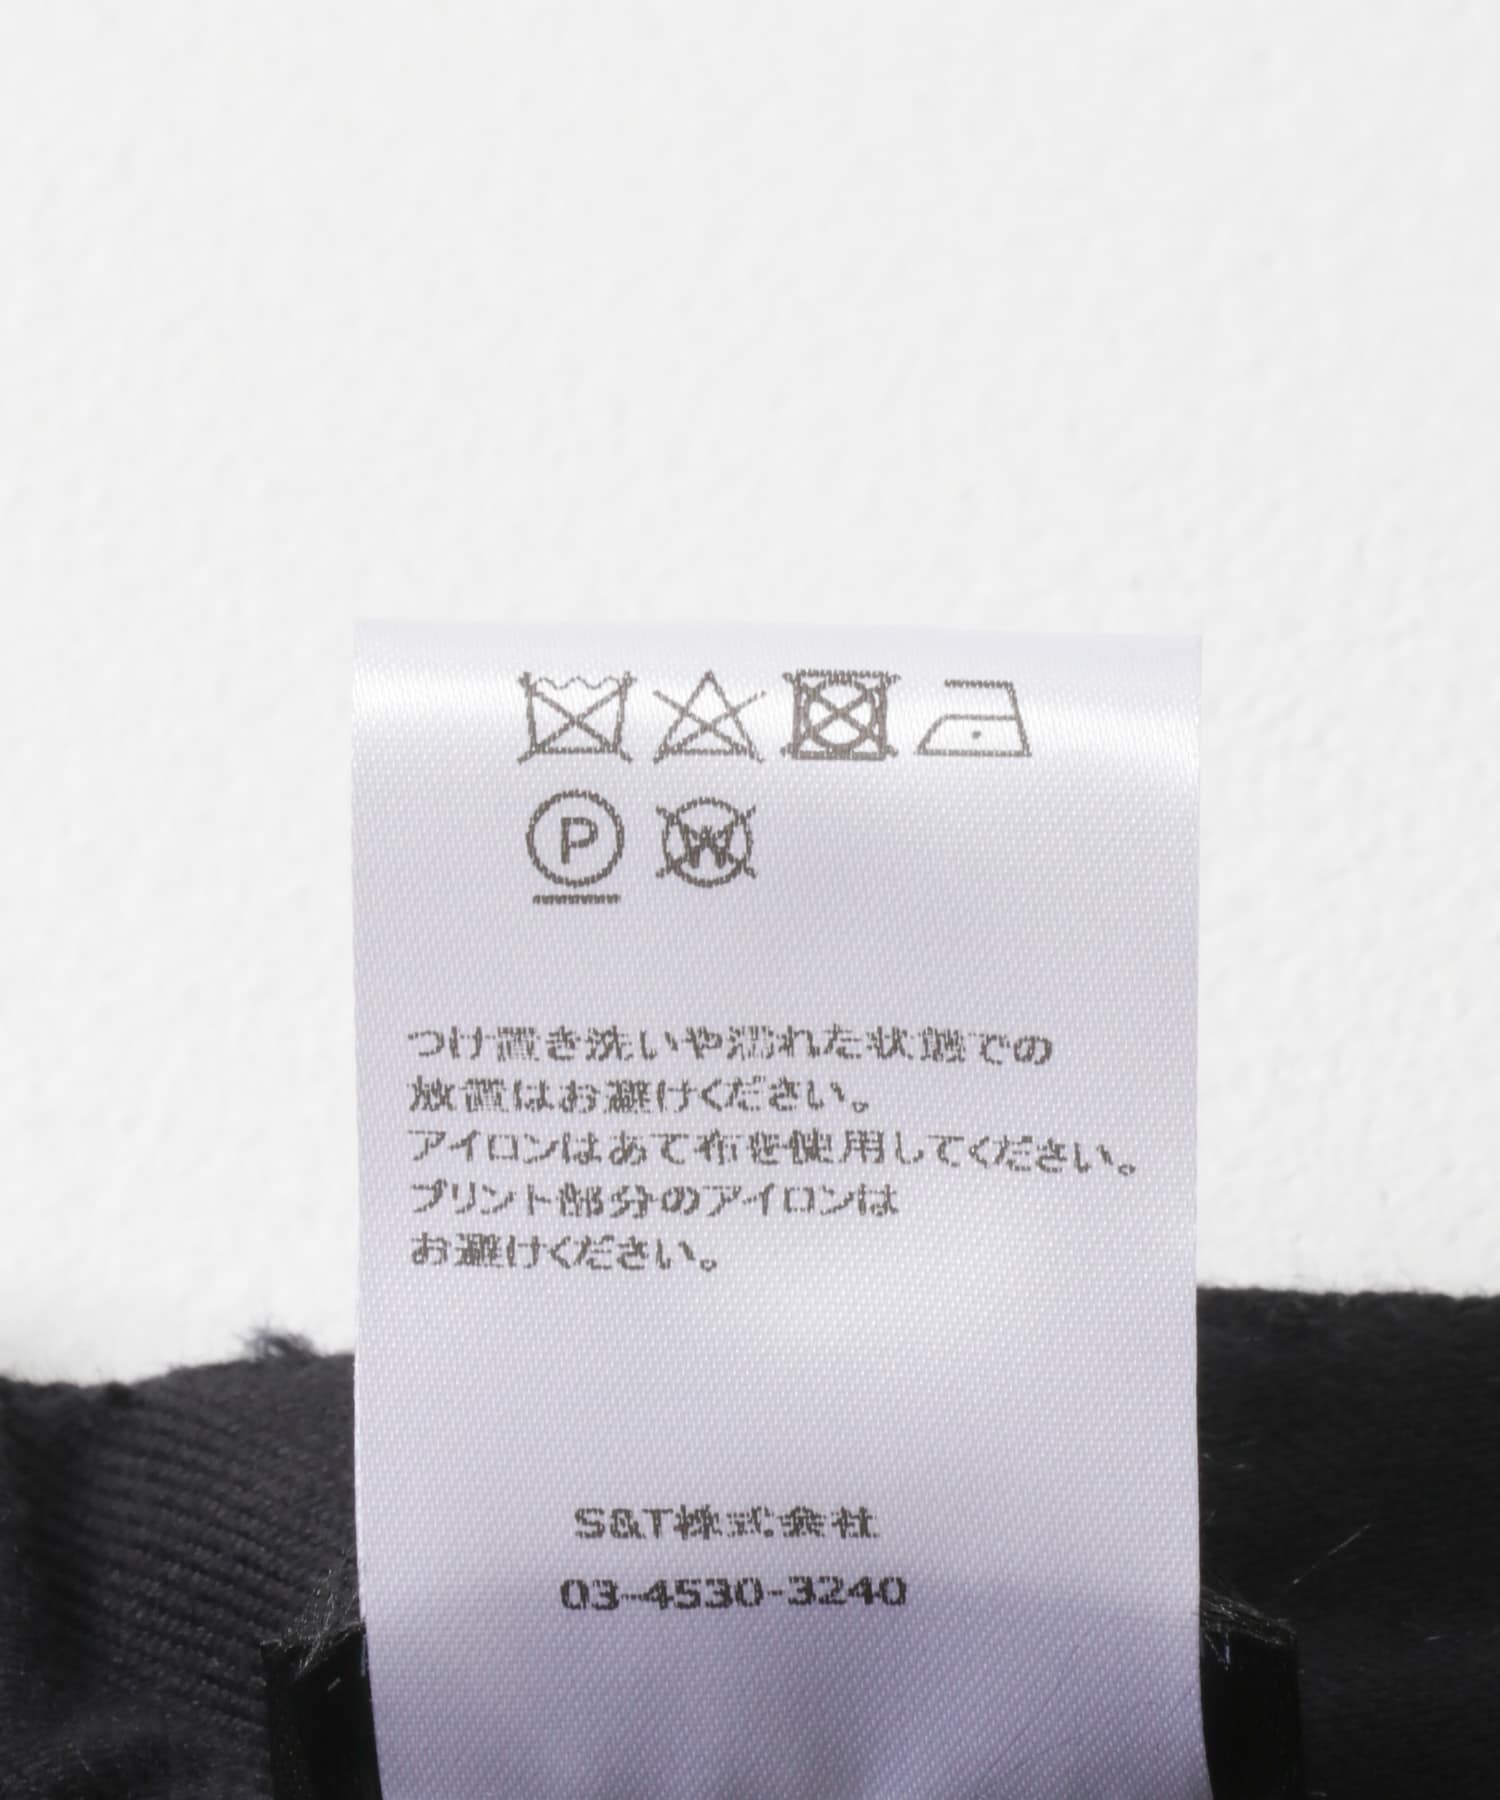 P W
つけ置き洗いや濡れた状態での
放置はお避けください。
アイロンはあて布を使用してください。
プリント部分のアイロンは
お避けください。
S&T株式会社
03-4530-3240